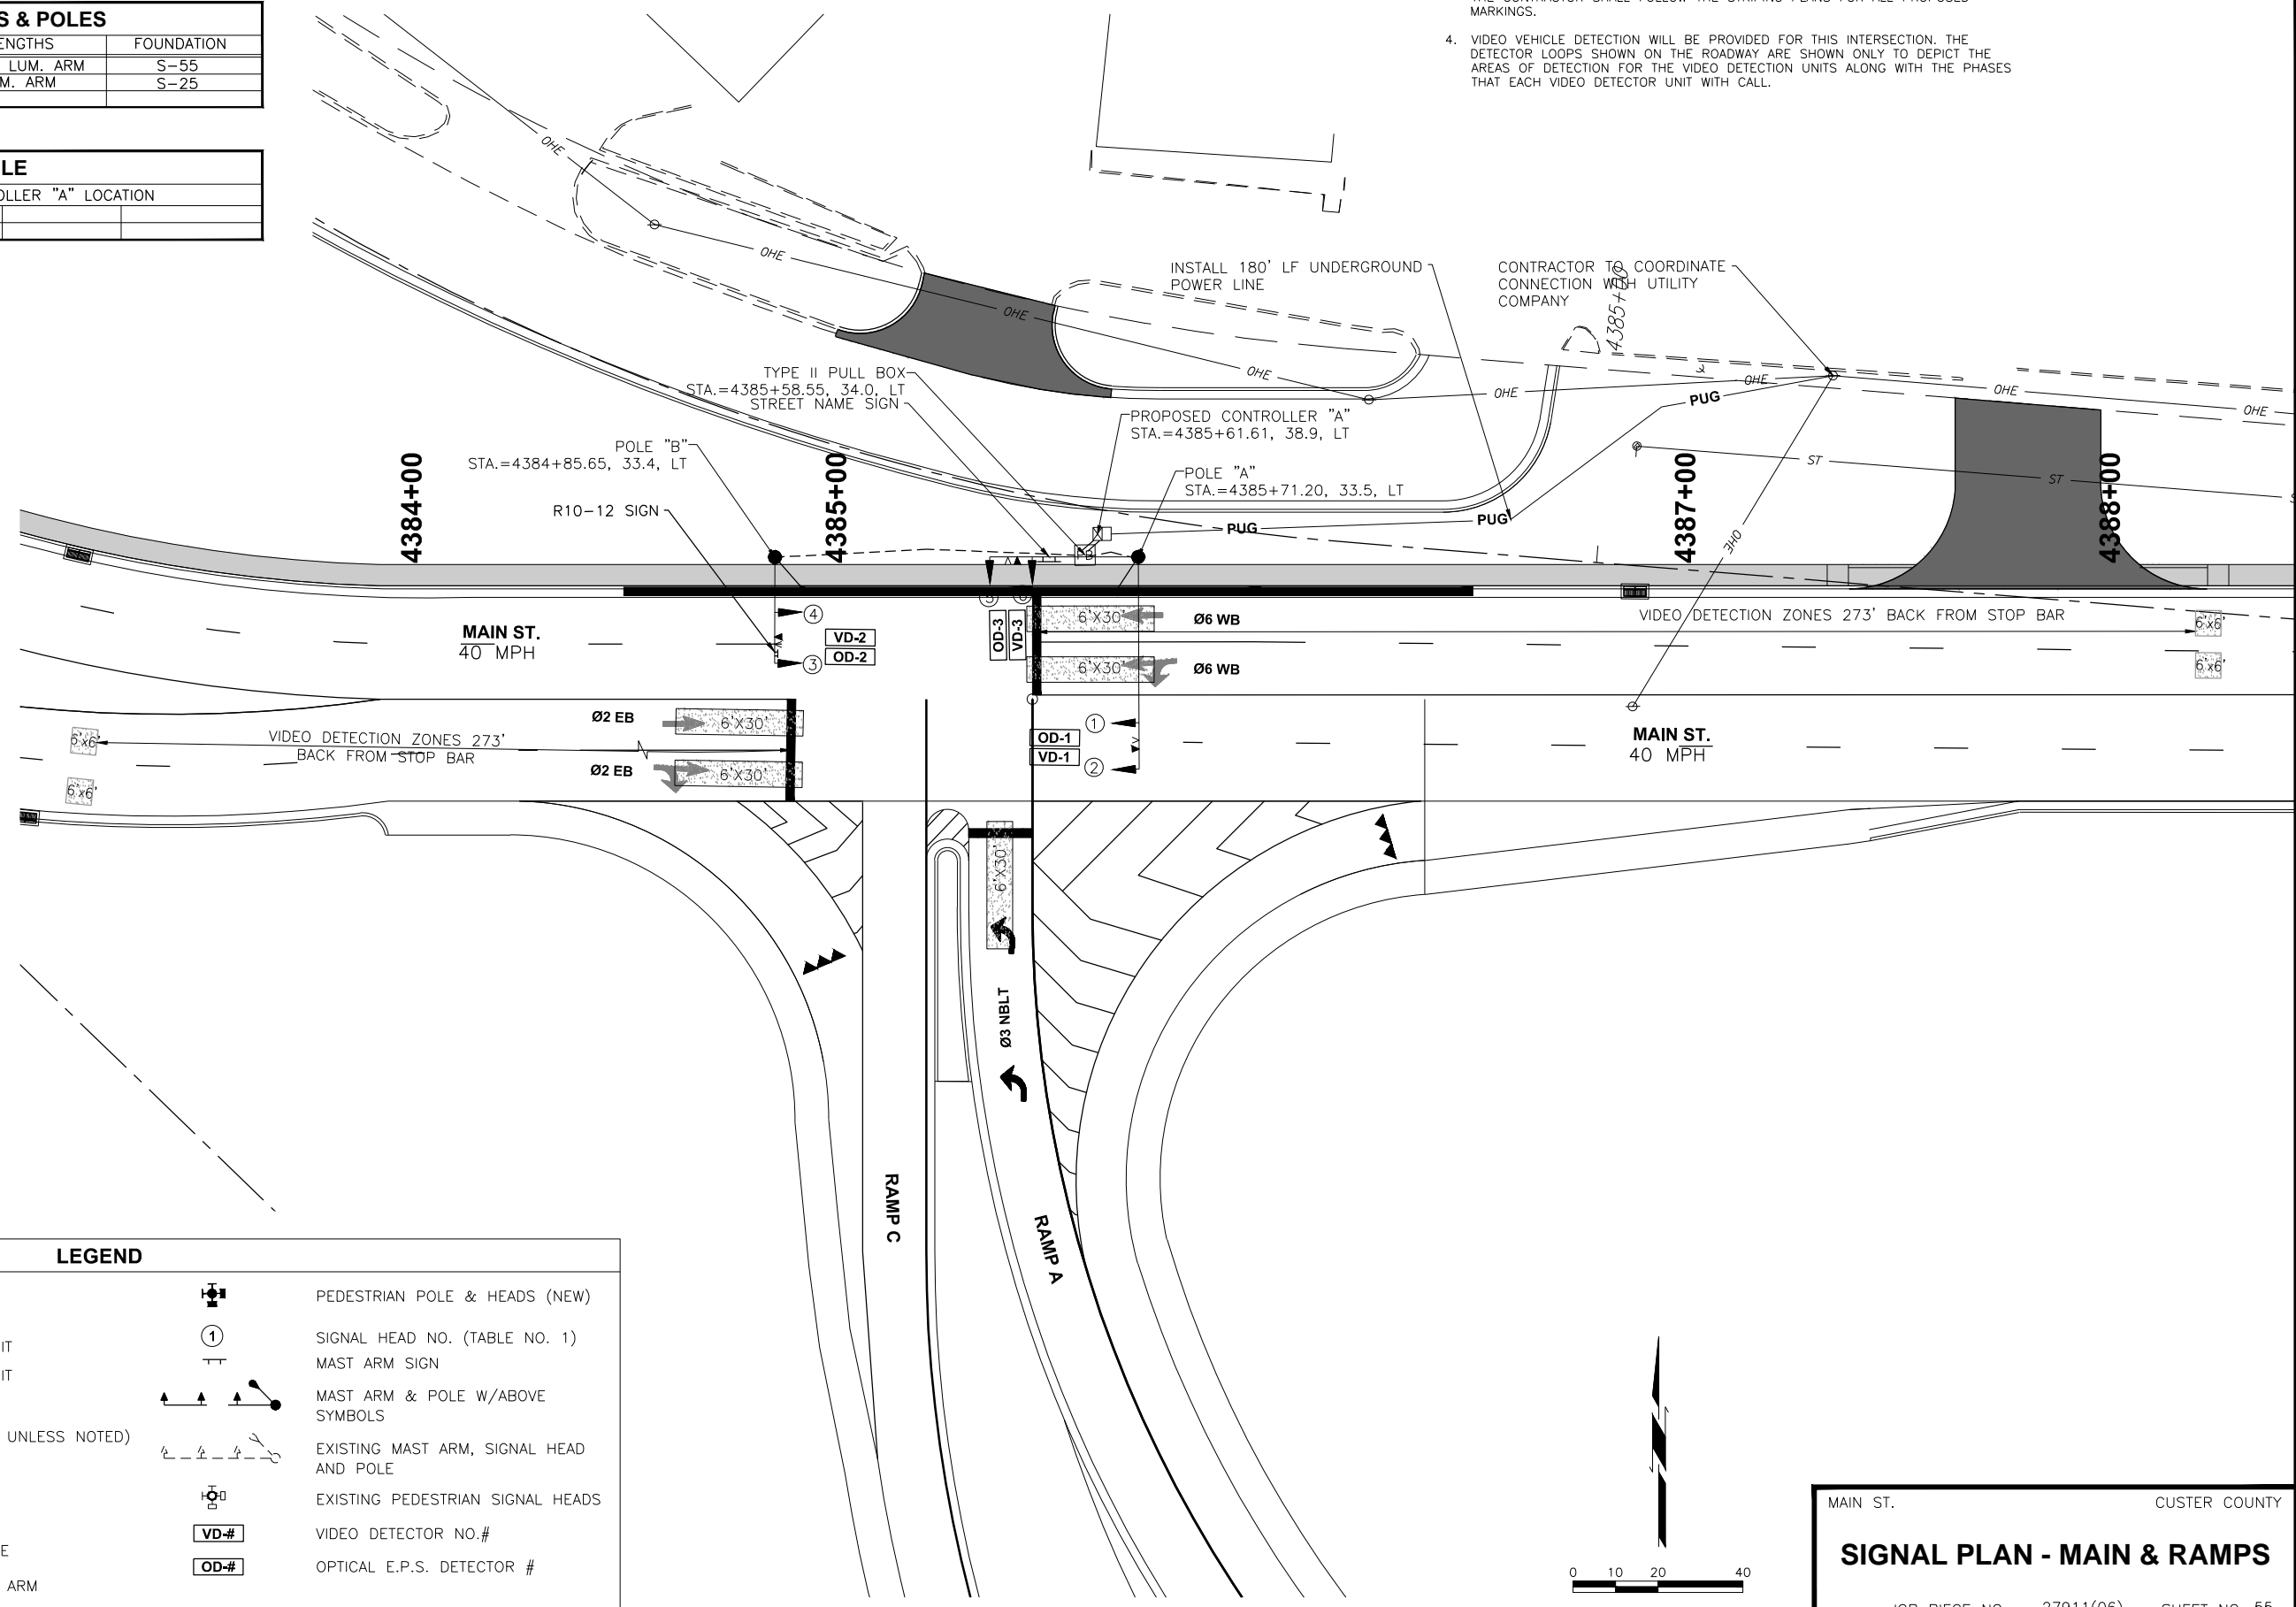 S & POLES
ENGTHS FOUNDATION
LUM. ARM S-55
M. ARM S-25
LE
OLLER "A" LOCATION
MARKINGS.
4. VIDEO VEHICLE DETECTION WILL BE PROVIDED FOR THIS INTERSECTION. THE
DETECTOR LOOPS SHOWN ON THE ROADWAY ARE SHOWN ONLY TO DEPICT THE
AREAS OF DETECTION FOR THE VIDEO DETECTION UNITS ALONG WITH THE PHASES
THAT EACH VIDEO DETECTOR UNIT WITH CALL.
OHE
OHE
OHE
OHE
OHE
OHE
OHE
OHE
OHE
INSTALL 180' LF UNDERGROUND
POWER LINE
CONTRACTOR TO COORDINATE
CONNECTION WITH UTILITY
COMPANY
4385+00
TYPE II PULL BOX
STA.=4385+58.55, 34.0, LT
STREET NAME SIGN
PROPOSED CONTROLLER "A"
STA.=4385+61.61, 38.9, LT
POLE "B"
STA.=4384+85.65, 33.4, LT
POLE "A"
STA.=4385+71.20, 33.5, LT
R10-12 SIGN
PUG
PUG
PUG
ST
ST
4384+00
4385+00
4387+00
4388+00
MAIN ST.
40 MPH
4
3
VD-2
OD-2
5
OD-3
VD-3
6'X30'
6'X30'
Ø6 WB
Ø6 WB
VIDEO DETECTION ZONES 273' BACK FROM STOP BAR
6'x6'
6'x6'
Ø2 EB
Ø2 EB
6'X30'
6'X30'
VIDEO DETECTION ZONES 273'
BACK FROM STOP BAR
6'x6'
6'x6'
1
OD-1
VD-1
2
MAIN ST.
40 MPH
6'X30'
Ø3 NBLT
RAMP C
RAMP A
LEGEND
PEDESTRIAN POLE & HEADS (NEW)
1 SIGNAL HEAD NO. (TABLE NO. 1)
IT
MAST ARM SIGN
IT
MAST ARM & POLE W/ABOVE
SYMBOLS
UNLESS NOTED)
EXISTING MAST ARM, SIGNAL HEAD
AND POLE
EXISTING PEDESTRIAN SIGNAL HEADS
VD-# VIDEO DETECTOR NO.#
E
OD-# OPTICAL E.P.S. DETECTOR #
ARM
0 10 20 40
MAIN ST. CUSTER COUNTY
SIGNAL PLAN - MAIN & RAMPS